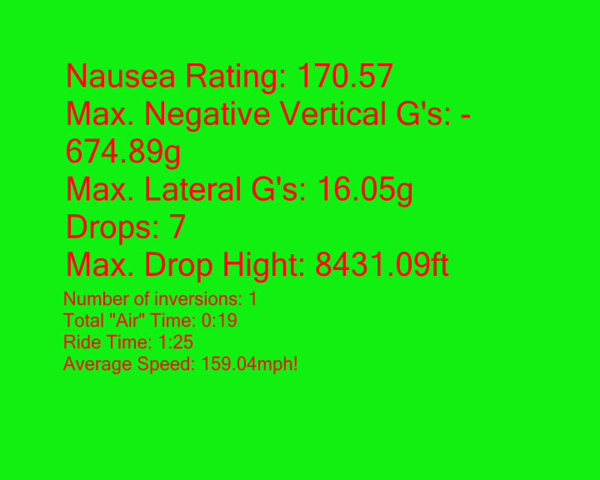 Nausea Rating: 170.57
Max. Negative Vertical G's: -
674.89g
Max. Lateral G's: 16.05g
Drops: 7
Max. Drop Hight: 8431.09ft
Number of inversions: 1
Total "Air" Time: 0:19
Ride Time: 1:25
Average Speed: 159.04mph!